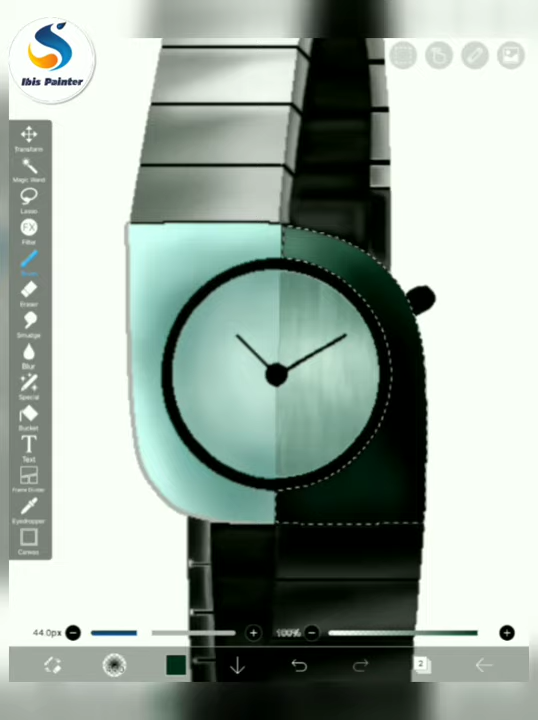 Ibis Painter
Transform
Magic Wand
Lasso
FX
Filter
Eraser
Smudge
Blur
Special
Bucket
T
Text
Frame Divider
Eyedropper
Canvas
44.0px
100%
2